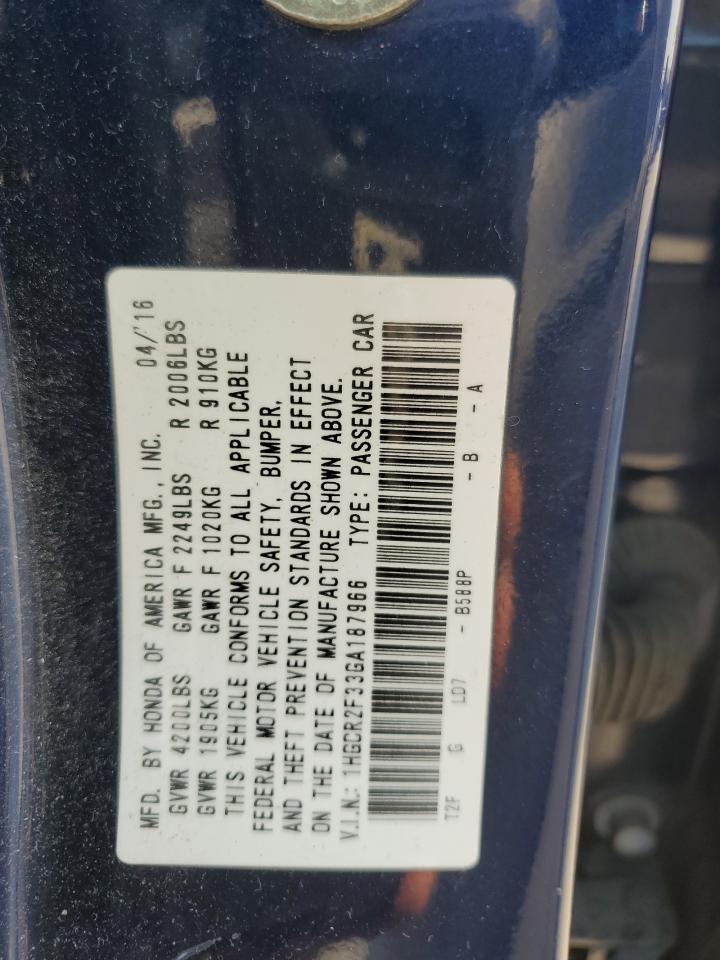 MFD. BY HONDA OF AMERICA MFG., INC. 04/'16
GVWR 4200LBS GAWR F 2249LBS R 2006LBS
GVWR 1905KG GAWR F 1020KG R 910KG
THIS VEHICLE CONFORMS TO ALL APPLICABLE
FEDERAL MOTOR VEHICLE SAFETY, BUMPER,
AND THEFT PREVENTION STANDARDS IN EFFECT
ON THE DATE OF MANUFACTURE SHOWN ABOVE.
V.I.N.: 1HGCR2F33GA187966 TYPE: PASSENGER CAR
T2F G LD7 - B588P - B - A